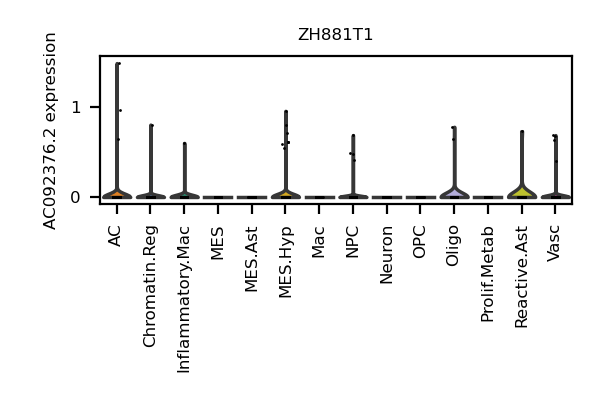 ZH881T1
AC092376.2 expression
1
0
AC
Chromatin.Reg
Inflammatory.Mac
MES
MES.Ast
MES.Hyp
Mac
NPC
Neuron
OPC
Oligo
Prolif.Metab
Reactive.Ast
Vasc